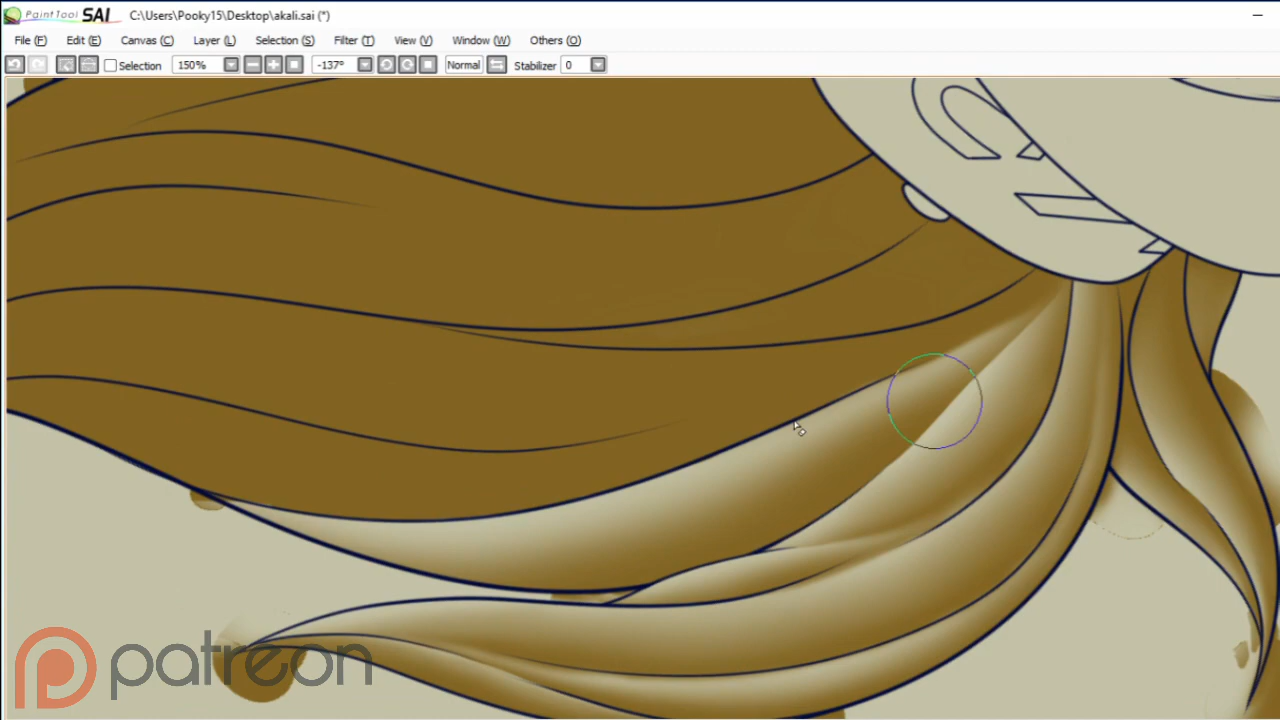 PaintTool SAI C:\Users\Pooky15\Desktop\akali.sai (*)
File (F) Edit (E) Canvas (C) Layer (L) Selection (S) Filter (T) View (V) Window (W) Others (O)
Selection 150% -137° Normal Stabilizer 0
patreon